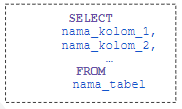 SELECT
nama_kolom_1,
nama_kolom_2,
…
FROM
nama_tabel